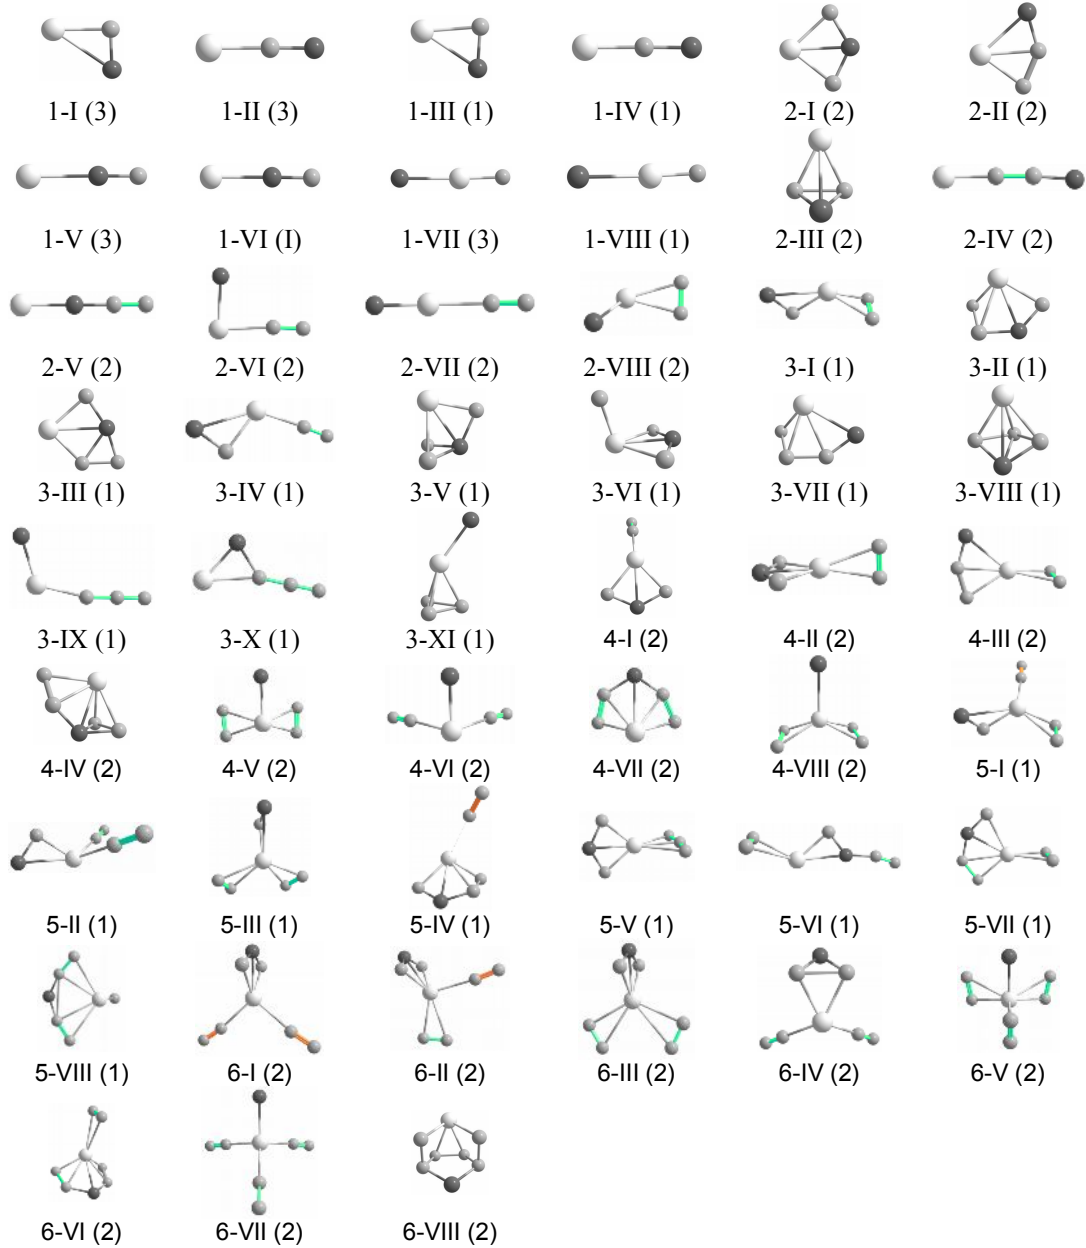 1-I (3) 1-II (3) 1-III (1) 1-IV (1) 2-I (2) 2-II (2)
1-V (3) 1-VI (I) 1-VII (3) 1-VIII (1) 2-III (2) 2-IV (2)
2-V (2) 2-VI (2) 2-VII (2) 2-VIII (2) 3-I (1) 3-II (1)
3-III (1) 3-IV (1) 3-V (1) 3-VI (1) 3-VII (1) 3-VIII (1)
3-IX (1) 3-X (1) 3-XI (1) 4-I (2) 4-II (2) 4-III (2)
4-IV (2) 4-V (2) 4-VI (2) 4-VII (2) 4-VIII (2) 5-I (1)
5-II (1) 5-III (1) 5-IV (1) 5-V (1) 5-VI (1) 5-VII (1)
5-VIII (1) 6-I (2) 6-II (2) 6-III (2) 6-IV (2) 6-V (2)
6-VI (2) 6-VII (2) 6-VIII (2)